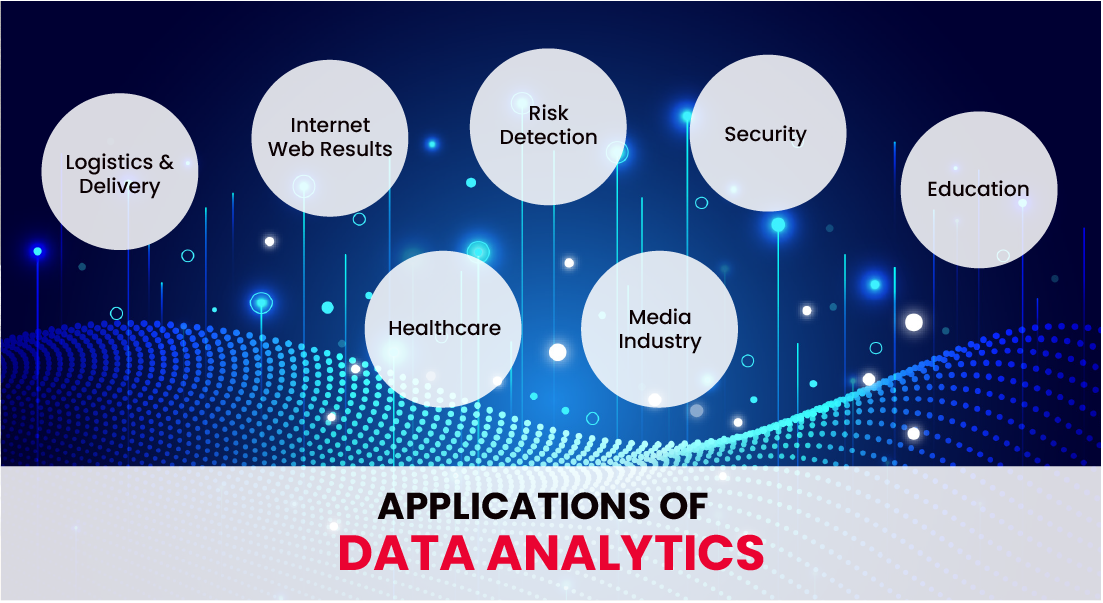 Logistics &
Delivery
Internet
Web Results
Risk
Detection
Security
Education
Healthcare
Media
Industry
APPLICATIONS OF
DATA ANALYTICS